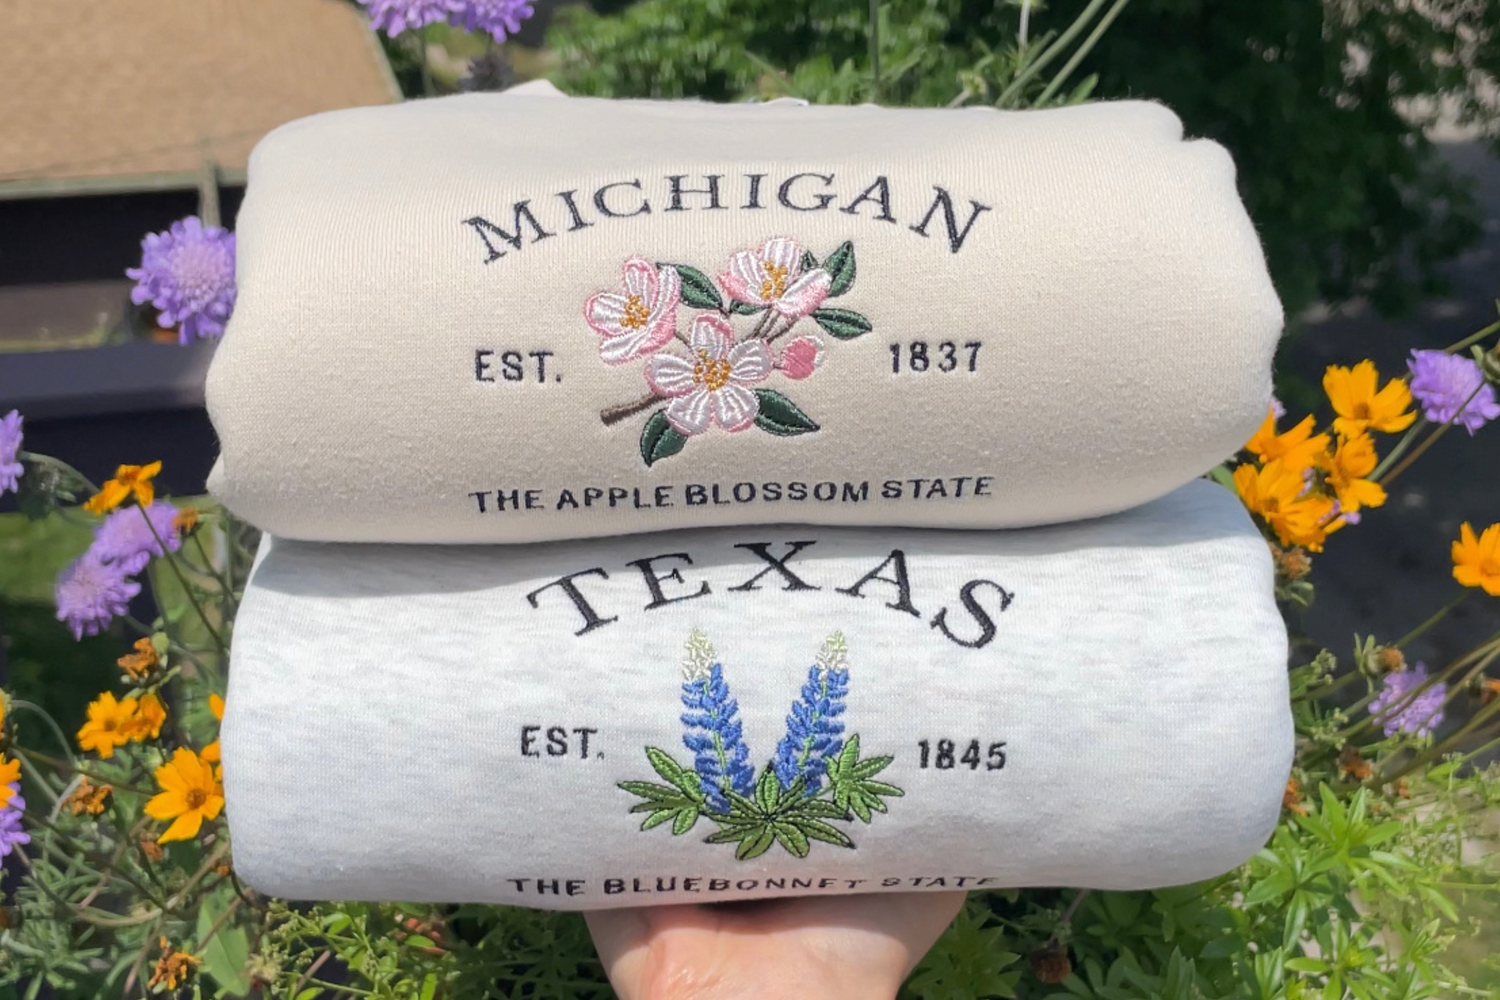 MICHIGAN
EST. 1837
THE APPLE BLOSSOM STATE
TEXAS
EST. 1845
THE BLUEBONNET STATE